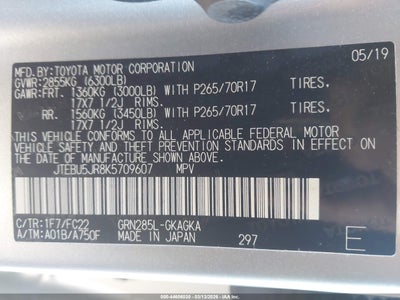 MFD. BY: TOYOTA MOTOR CORPORATION 05/19
GVWR: 2855KG (6300LB)
GAWR: FRT. 1360KG (3000LB) WITH P265/70R17 TIRES.
17X7 1/2J RIMS.
RR. 1560KG (3450LB) WITH P265/70R17 TIRES.
17X7 1/2J RIMS.
THIS VEHICLE CONFORMS TO ALL APPLICABLE FEDERAL MOTOR
VEHICLE SAFETY AND THEFT PREVENTION STANDARDS IN EFFECT
ON THE DATE OF MANUFACTURE SHOWN ABOVE.
JTEBU5JR8K5709607 MPV
C/TR: 1F7/FC22 GRN285L-GKAGKA
A/TM: A01B/A750F MADE IN JAPAN 297 E